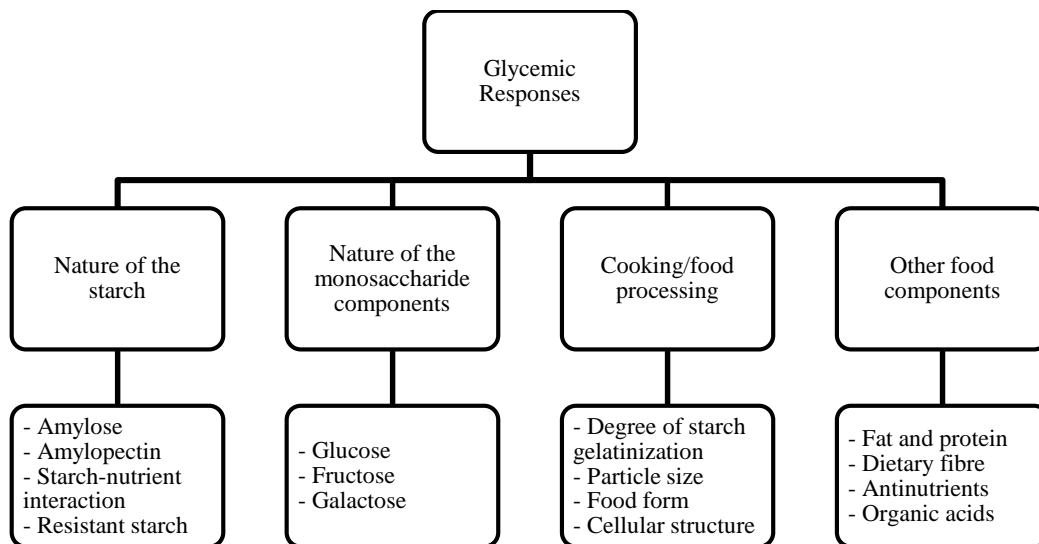 Glycemic
Responses
Nature of the
starch
Nature of the
monosaccharide
components
Cooking/food
processing
Other food
components
- Amylose
- Amylopectin
- Starch-nutrient
interaction
- Resistant starch
- Glucose
- Fructose
- Galactose
- Degree of starch
gelatinization
- Particle size
- Food form
- Cellular structure
- Fat and protein
- Dietary fibre
- Antinutrients
- Organic acids